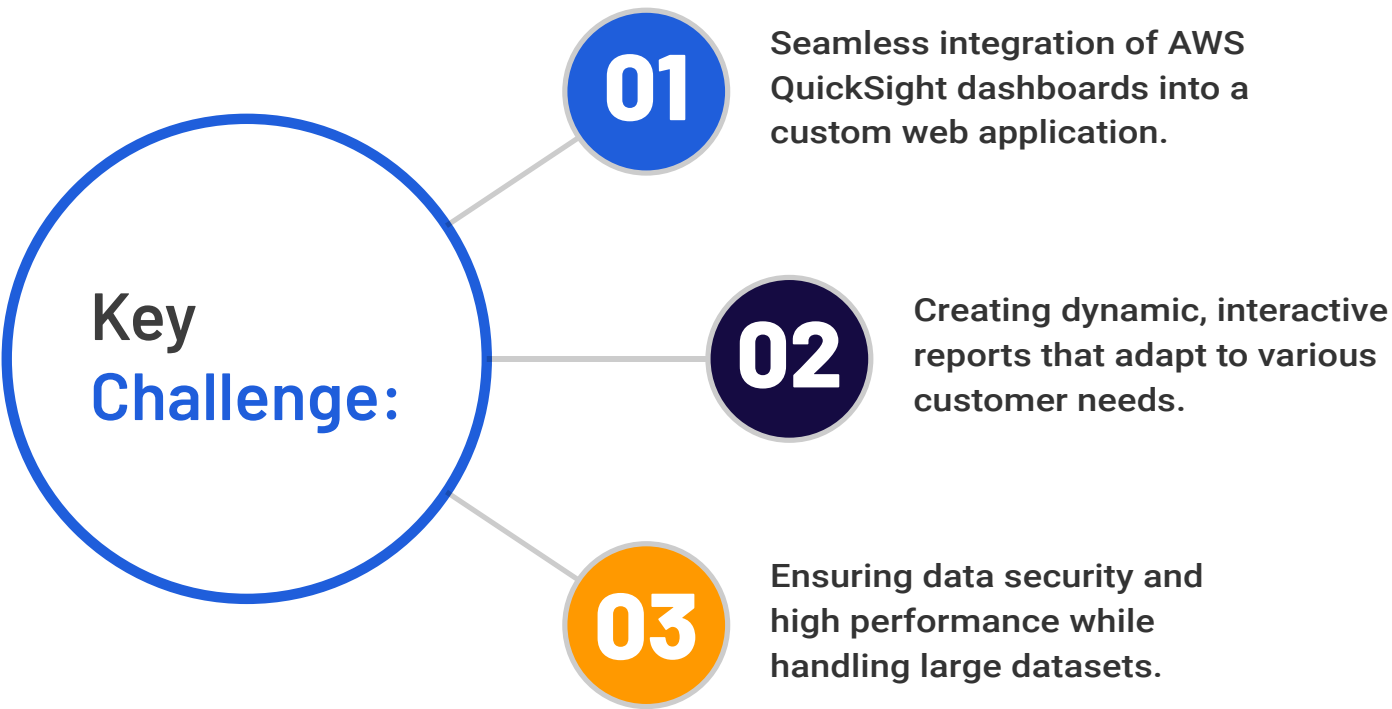 Key
Challenge:
01
Seamless integration of AWS
QuickSight dashboards into a
custom web application.
02
Creating dynamic, interactive
reports that adapt to various
customer needs.
03
Ensuring data security and
high performance while
handling large datasets.